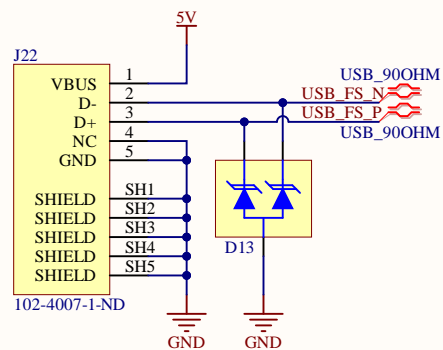 5V
J22
VBUS 1
D- 2
D+ 3
NC 4
GND 5
SHIELD SH1
SHIELD SH2
SHIELD SH3
SHIELD SH4
SHIELD SH5
102-4007-1-ND
USB_90OHM
USB_FS_N
USB_FS_P
USB_90OHM
D13
GND
GND